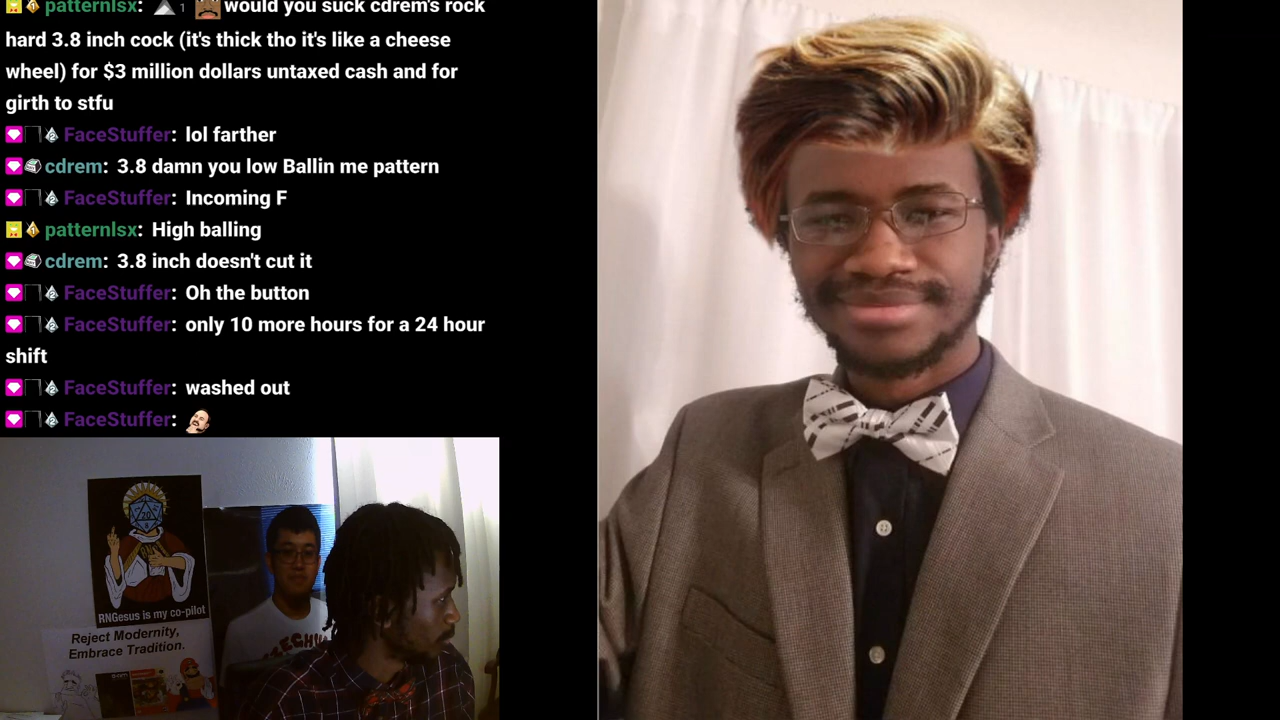 patternlsx: 1 would you suck cdrem's rock
hard 3.8 inch cock (it's thick tho it's like a cheese
wheel) for $3 million dollars untaxed cash and for
girth to stfu
FaceStuffer: lol farther
cdrem: 3.8 damn you low Ballin me pattern
FaceStuffer: Incoming F
patternlsx: High balling
cdrem: 3.8 inch doesn't cut it
FaceStuffer: Oh the button
FaceStuffer: only 10 more hours for a 24 hour
shift
FaceStuffer: washed out
FaceStuffer:
20
RNGesus is my co-pilot
Reject Modernity,
Embrace Tradition.